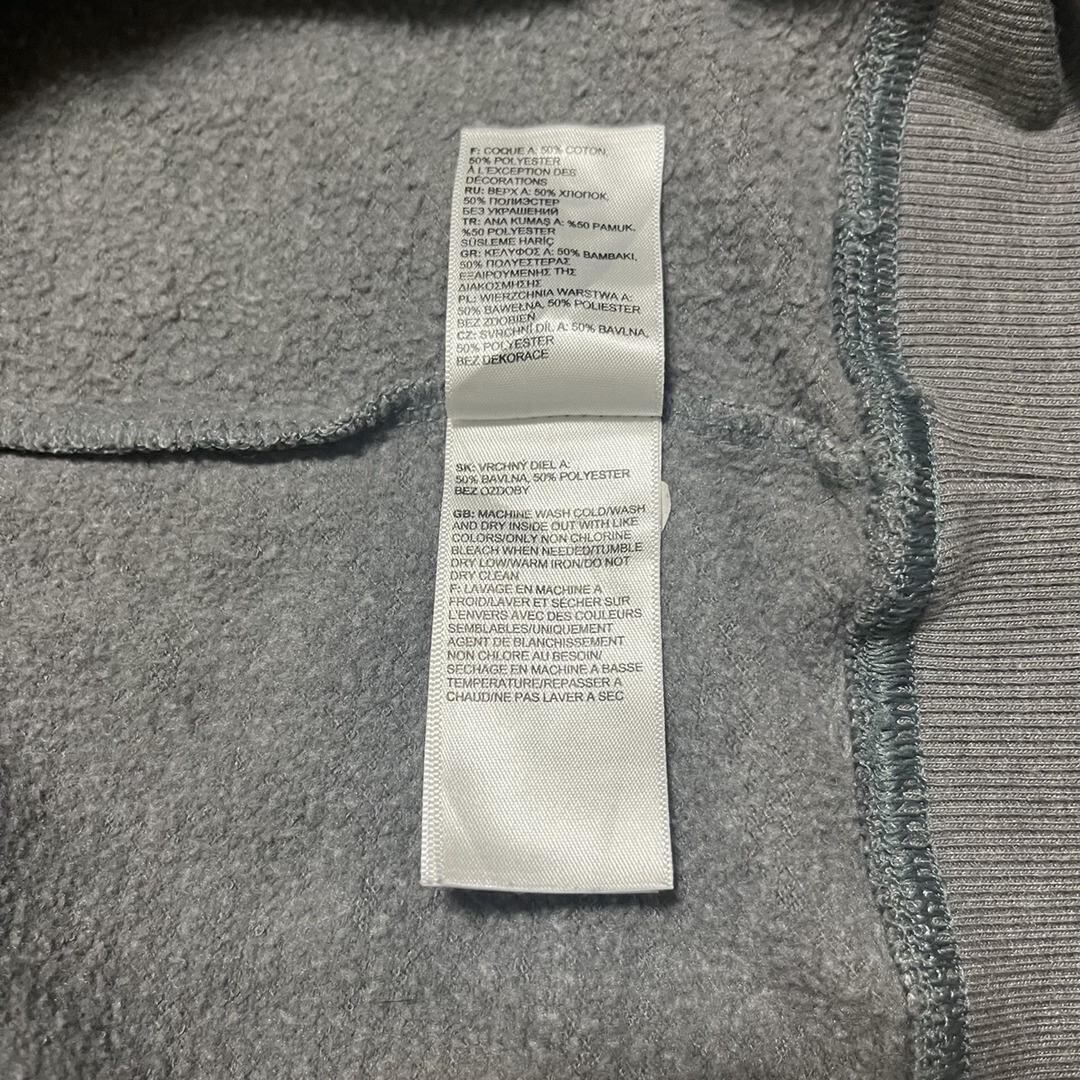 F: COQUE A: 50% COTON,
50% POLYESTER
À L'EXCEPTION DES
DÉCORATIONS
RU: ВЕРХ A: 50% ХЛОПОК,
50% ПОЛИЭСТЕР
БЕЗ УКРАШЕНИЙ
TR: ANA KUMAŞ A: %50 PAMUK,
%50 POLYESTER
SÜSLEME HARİÇ
GR: ΚΕΛΥΦΟΣ A: 50% BAMBAKI,
50% ΠΟΛΥΕΣΤΕΡΑΣ
ΕΞΑΙΡΟΥΜΕΝΗΣ ΤΗΣ
ΔΙΑΚΟΣΜΗΣΗΣ
PL: WIERZCHNIA WARSTWA A:
50% BAWEŁNA, 50% POLIESTER
BEZ ZDOBIEŃ
CZ: SVRCHNÍ DÍL A: 50% BAVLNA,
50% POLYESTER
BEZ DEKORACE
SK: VRCHNÝ DIEL A:
50% BAVLNA, 50% POLYESTER
BEZ OZDOBY
GB: MACHINE WASH COLD/WASH
AND DRY INSIDE OUT WITH LIKE
COLORS/ONLY NON CHLORINE
BLEACH WHEN NEEDED/TUMBLE
DRY LOW/WARM IRON/DO NOT
DRY CLEAN
F: LAVAGE EN MACHINE A
FROID/LAVER ET SÉCHER SUR
L'ENVERS AVEC DES COULEURS
SEMBLABLES/UNIQUEMENT
AGENT DE BLANCHISSEMENT
NON CHLORE AU BESOIN/
SECHAGE EN MACHINE A BASSE
TEMPERATURE/REPASSER A
CHAUD/NE PAS LAVER A SEC